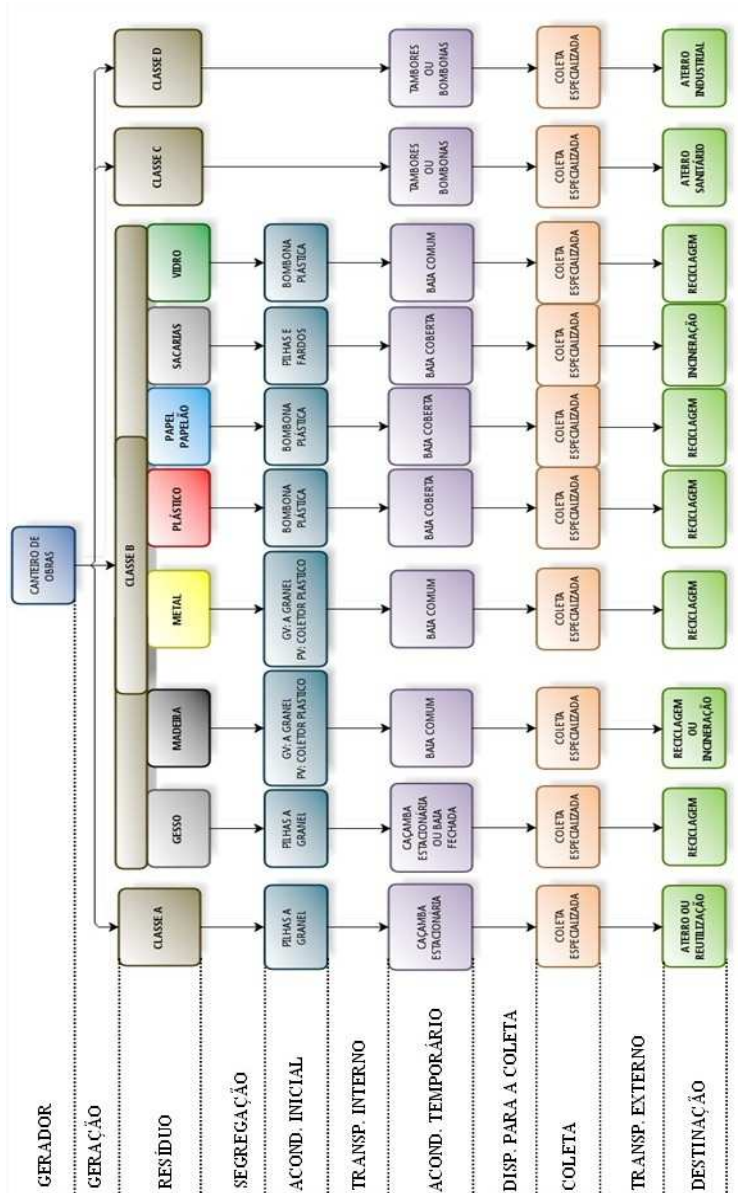 GERADOR
CANTEIRO DE
OBRAS
GERAÇÃO
RESÍDUO
CLASSE A
CLASSE B
GESSO
MADEIRA
METAL
PLÁSTICO
PAPEL
PAPELÃO
SACARIAS
VIDRO
CLASSE C
CLASSE D
SEGREGAÇÃO
ACOND. INICIAL
PILHAS A
GRANEL
PILHAS A
GRANEL
GV: A GRANEL
PV: COLETOR PLASTICO
GV: A GRANEL
PV: COLETOR PLASTICO
BOMBONA
PLÁSTICA
BOMBONA
PLÁSTICA
PILHAS E
FARDOS
BOMBONA
PLÁSTICA
TRANSP. INTERNO
ACOND. TEMPORÁRIO
CAÇAMBA
ESTACIONÁRIA
CAÇAMBA
ESTACIONÁRIA
OU BAIA
FECHADA
BAIA COMUM
BAIA COMUM
BAIA COBERTA
BAIA COBERTA
BAIA COBERTA
BAIA COMUM
TAMBORES
OU
BOMBONAS
TAMBORES
OU
BOMBONAS
DISP. PARA A COLETA
COLETA
COLETA
ESPECIALIZADA
COLETA
ESPECIALIZADA
COLETA
ESPECIALIZADA
COLETA
ESPECIALIZADA
COLETA
ESPECIALIZADA
COLETA
ESPECIALIZADA
COLETA
ESPECIALIZADA
COLETA
ESPECIALIZADA
COLETA
ESPECIALIZADA
COLETA
ESPECIALIZADA
TRANSP. EXTERNO
DESTINAÇÃO
ATERRO OU
REUTILIZAÇÃO
RECICLAGEM
RECICLAGEM
OU
INCINERAÇÃO
RECICLAGEM
RECICLAGEM
RECICLAGEM
INCINERAÇÃO
RECICLAGEM
ATERRO
SANITÁRIO
ATERRO
INDUSTRIAL